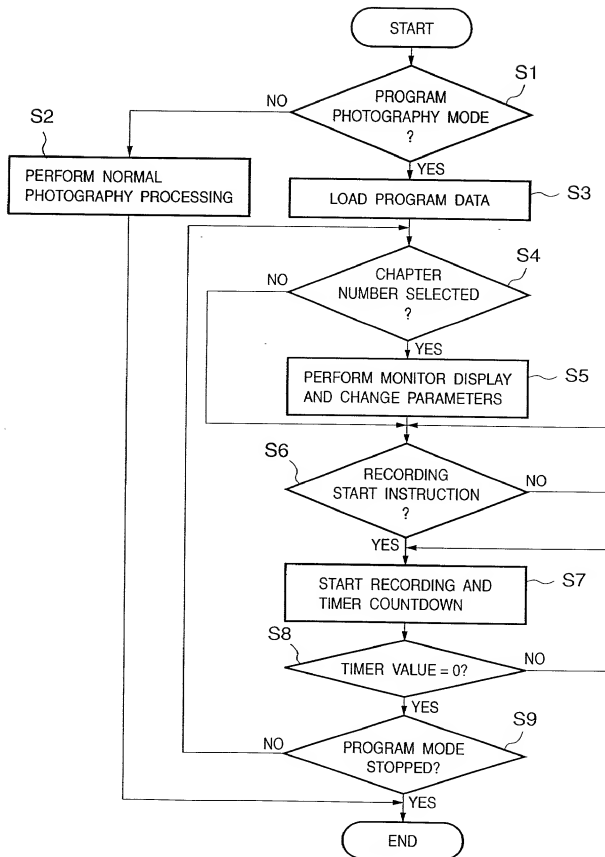 START
S1
PROGRAM
PHOTOGRAPHY MODE
?
NO
YES
S2
PERFORM NORMAL
PHOTOGRAPHY PROCESSING
S3
LOAD PROGRAM DATA
S4
CHAPTER
NUMBER SELECTED
?
NO
YES
S5
PERFORM MONITOR DISPLAY
AND CHANGE PARAMETERS
S6
RECORDING
START INSTRUCTION
?
NO
YES
S7
START RECORDING AND
TIMER COUNTDOWN
S8
TIMER VALUE = 0?
NO
YES
S9
PROGRAM MODE
STOPPED?
NO
YES
END